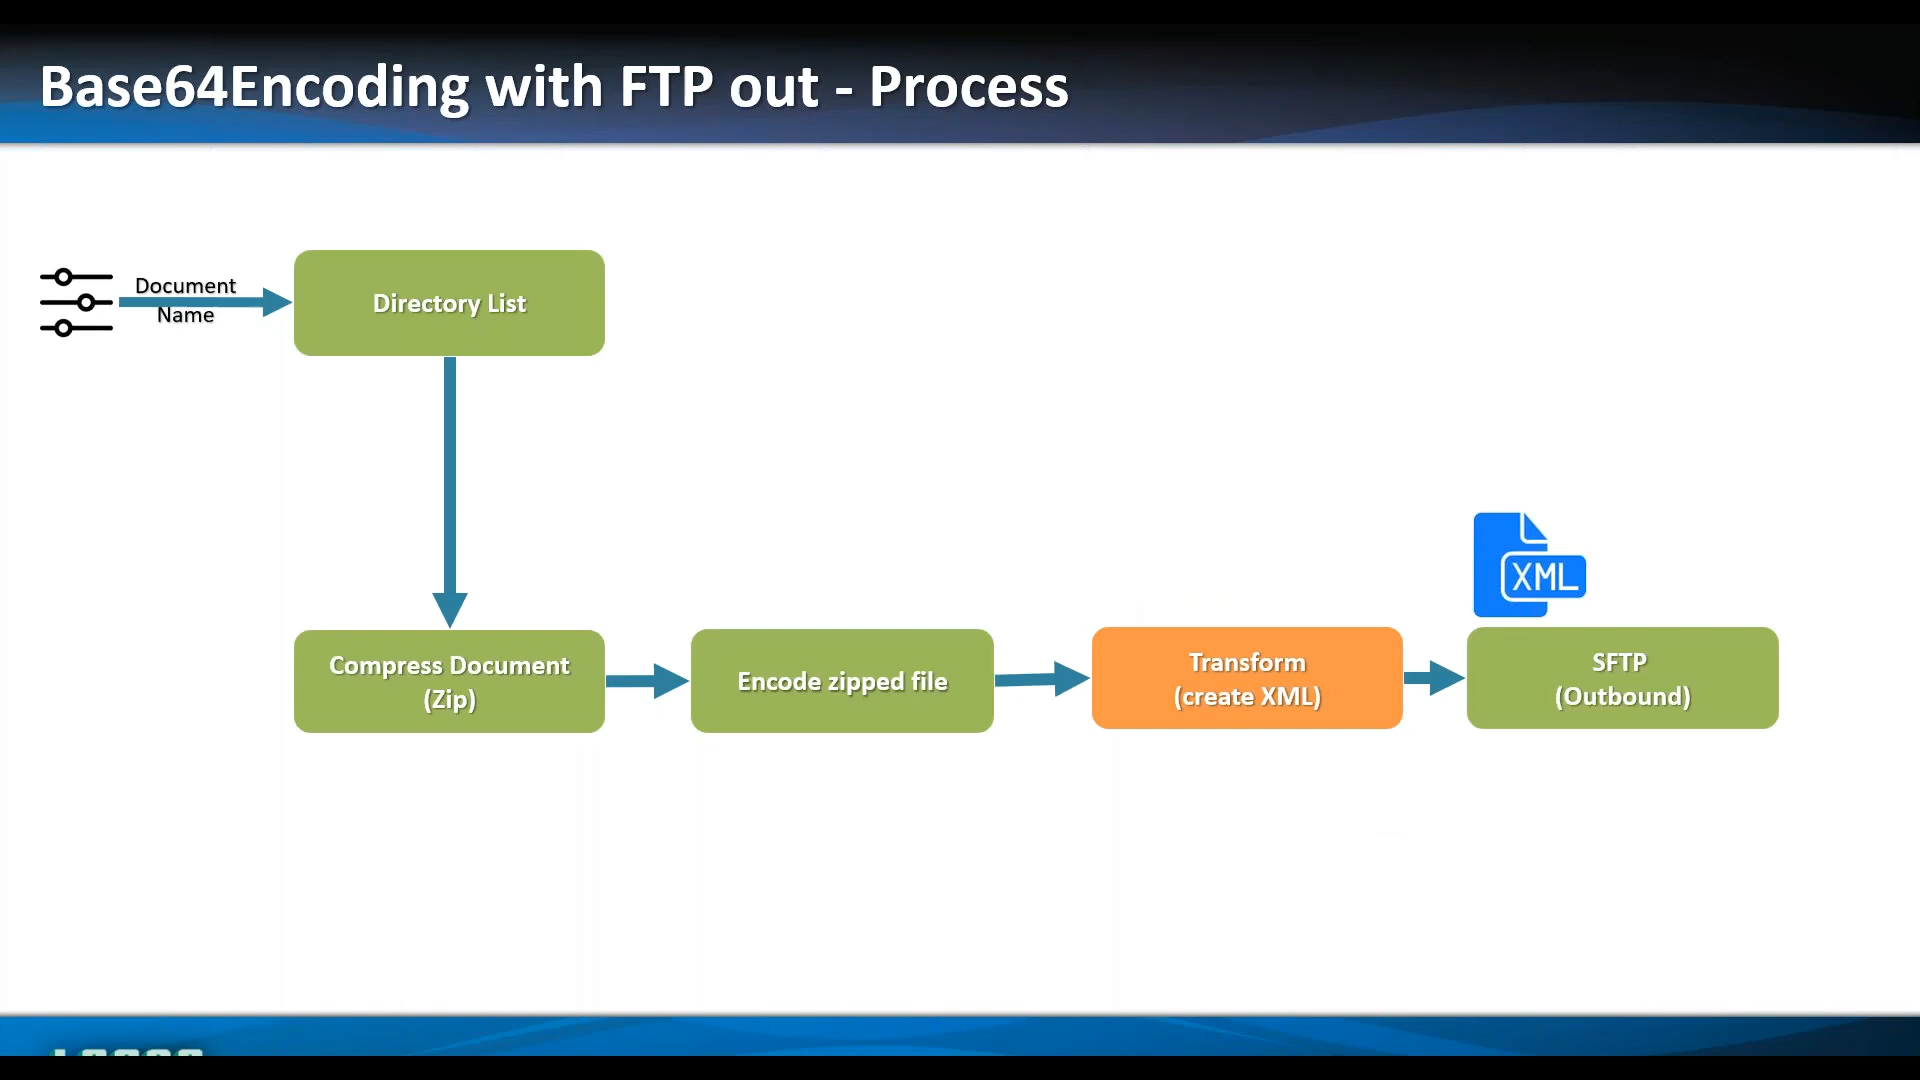 Base64Encoding with FTP out - Process
Document
Name
Directory List
Compress Document
(Zip)
Encode zipped file
Transform
(create XML)
XML
SFTP
(Outbound)